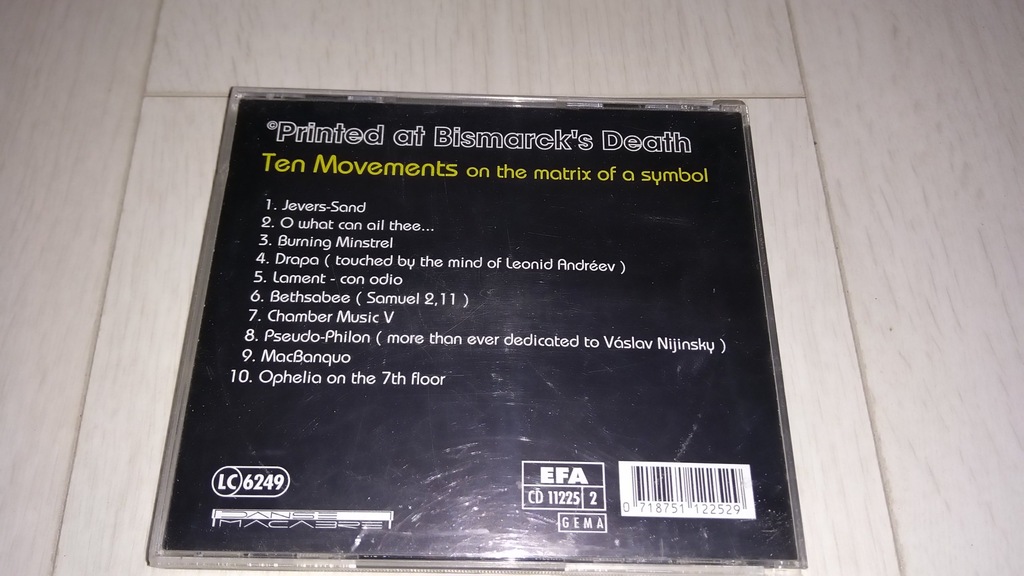 ©Printed at Bismarck's Death
Ten Movements on the matrix of a symbol
1. Jevers-Sand
2. O what can ail thee...
3. Burning Minstrel
4. Drapa ( touched by the mind of Leonid Andréev )
5. Lament - con odio
6. Bethsabee ( Samuel 2,11 )
7. Chamber Music V
8. Pseudo-Philon ( more than ever dedicated to Váslav Nijinsky )
9. MacBanquo
10. Ophelia on the 7th floor
LC 6249
DANSE
MACABRE
EFA
CD 11225 2
GEMA
0 718751 122529